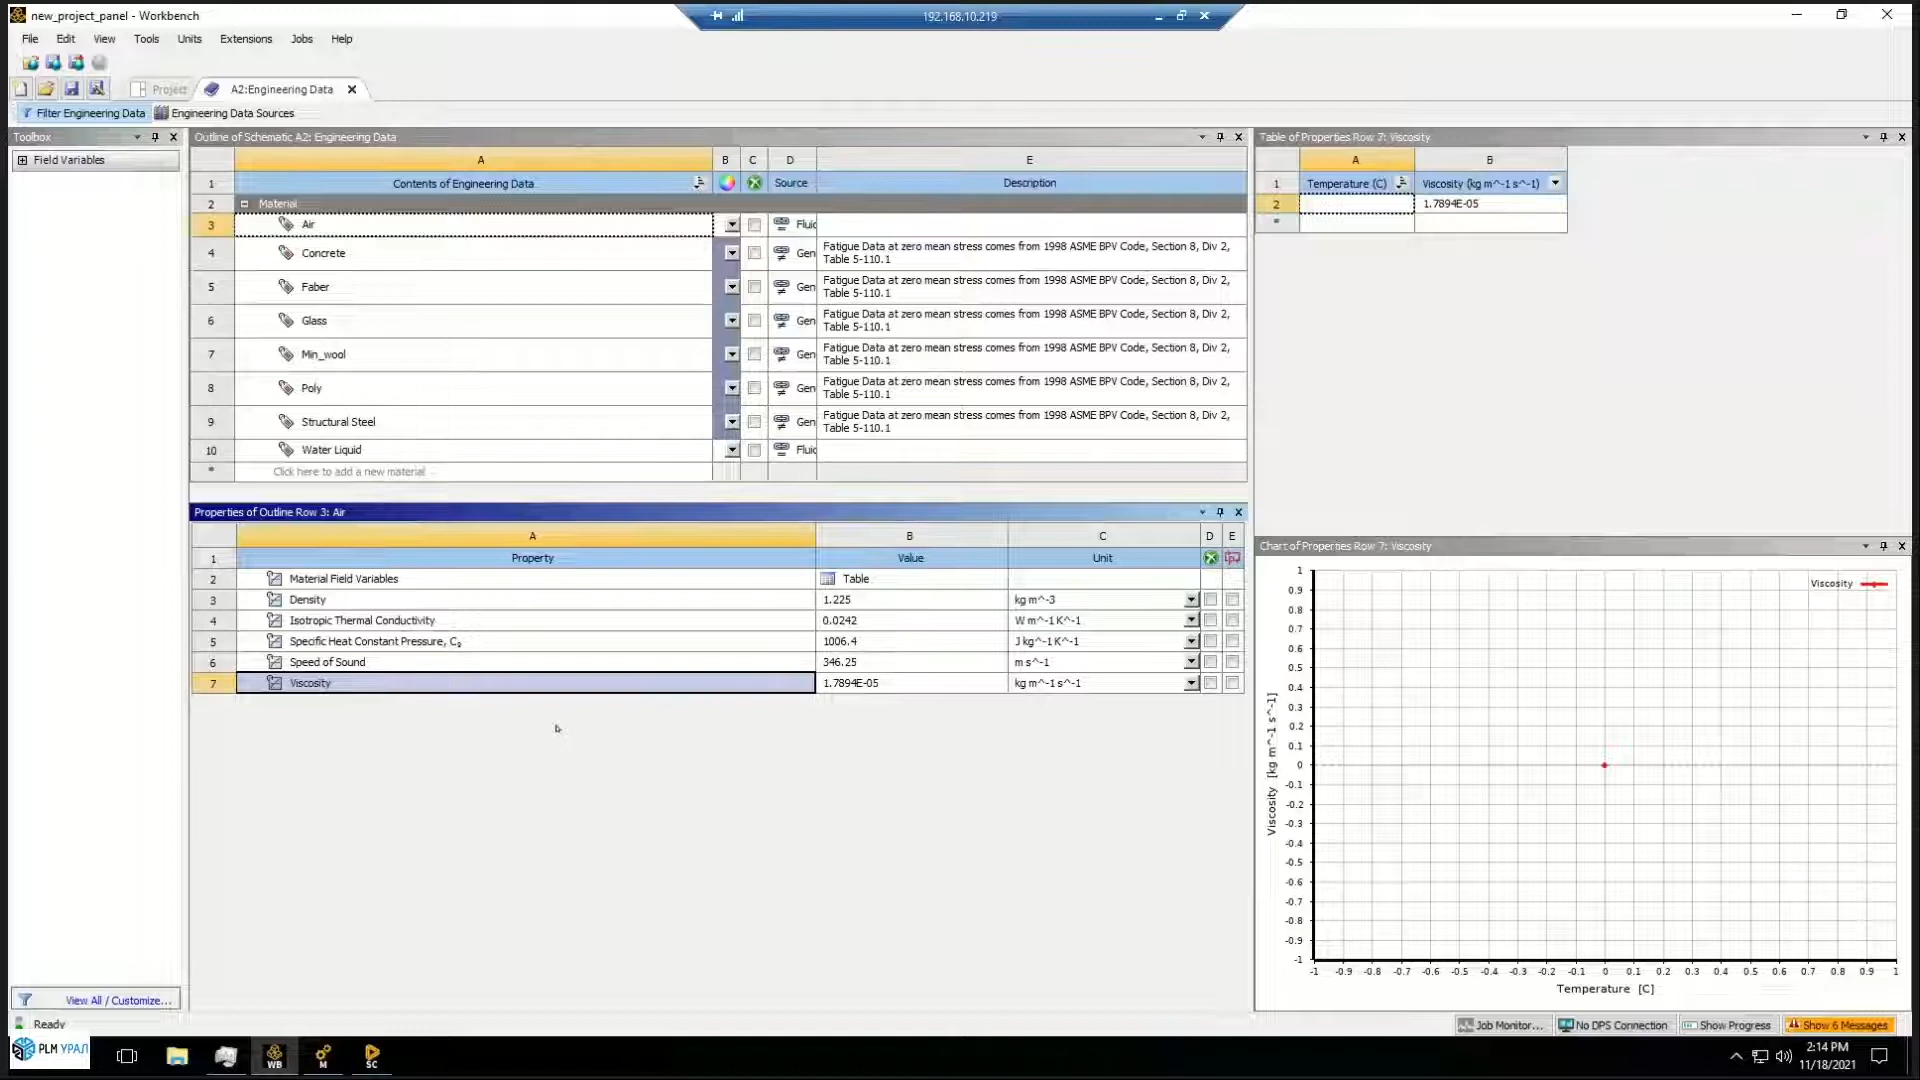 new_project_panel - Workbench
192.168.10.219
File Edit View Tools Units Extensions Jobs Help
Project
A2:Engineering Data
Filter Engineering Data
Engineering Data Sources
Toolbox
Field Variables
View All / Customize...
Outline of Schematic A2: Engineering Data
A B C D E
1 Contents of Engineering Data Source Description
2 Material
3 Air Fluid
4 Concrete Gen Fatigue Data at zero mean stress comes from 1998 ASME BPV Code, Section 8, Div 2,
Table 5-110.1
5 Faber Gen Fatigue Data at zero mean stress comes from 1998 ASME BPV Code, Section 8, Div 2,
Table 5-110.1
6 Glass Gen Fatigue Data at zero mean stress comes from 1998 ASME BPV Code, Section 8, Div 2,
Table 5-110.1
7 Min_wool Gen Fatigue Data at zero mean stress comes from 1998 ASME BPV Code, Section 8, Div 2,
Table 5-110.1
8 Poly Gen Fatigue Data at zero mean stress comes from 1998 ASME BPV Code, Section 8, Div 2,
Table 5-110.1
9 Structural Steel Gen Fatigue Data at zero mean stress comes from 1998 ASME BPV Code, Section 8, Div 2,
Table 5-110.1
10 Water Liquid Fluid
* Click here to add a new material
Properties of Outline Row 3: Air
A B C D E
1 Property Value Unit
2 Material Field Variables Table
3 Density 1.225 kg m^-3
4 Isotropic Thermal Conductivity 0.0242 W m^-1 K^-1
5 Specific Heat Constant Pressure, Cₚ 1006.4 J kg^-1 K^-1
6 Speed of Sound 346.25 m s^-1
7 Viscosity 1.7894E-05 kg m^-1 s^-1
Table of Properties Row 7: Viscosity
A B
1 Temperature (C) Viscosity (kg m^-1 s^-1)
2 1.7894E-05
*
Chart of Properties Row 7: Viscosity
Viscosity
Viscosity [kg m^-1 s^-1]
1
0.9
0.8
0.7
0.6
0.5
0.4
0.3
0.2
0.1
0
-0.1
-0.2
-0.3
-0.4
-0.5
-0.6
-0.7
-0.8
-0.9
-1
-1 -0.9 -0.8 -0.7 -0.6 -0.5 -0.4 -0.3 -0.2 -0.1 0 0.1 0.2 0.3 0.4 0.5 0.6 0.7 0.8 0.9 1
Temperature [C]
Ready
Job Monitor... No DPS Connection Show Progress Show 6 Messages
PLM УРАЛ
WB M SC
2:14 PM
11/18/2021